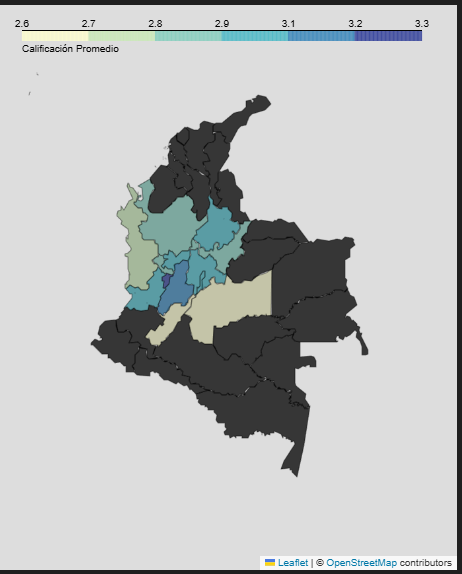 2.6 2.7 2.8 2.9 3.1 3.2 3.3
Calificación Promedio
Leaflet | © OpenStreetMap contributors